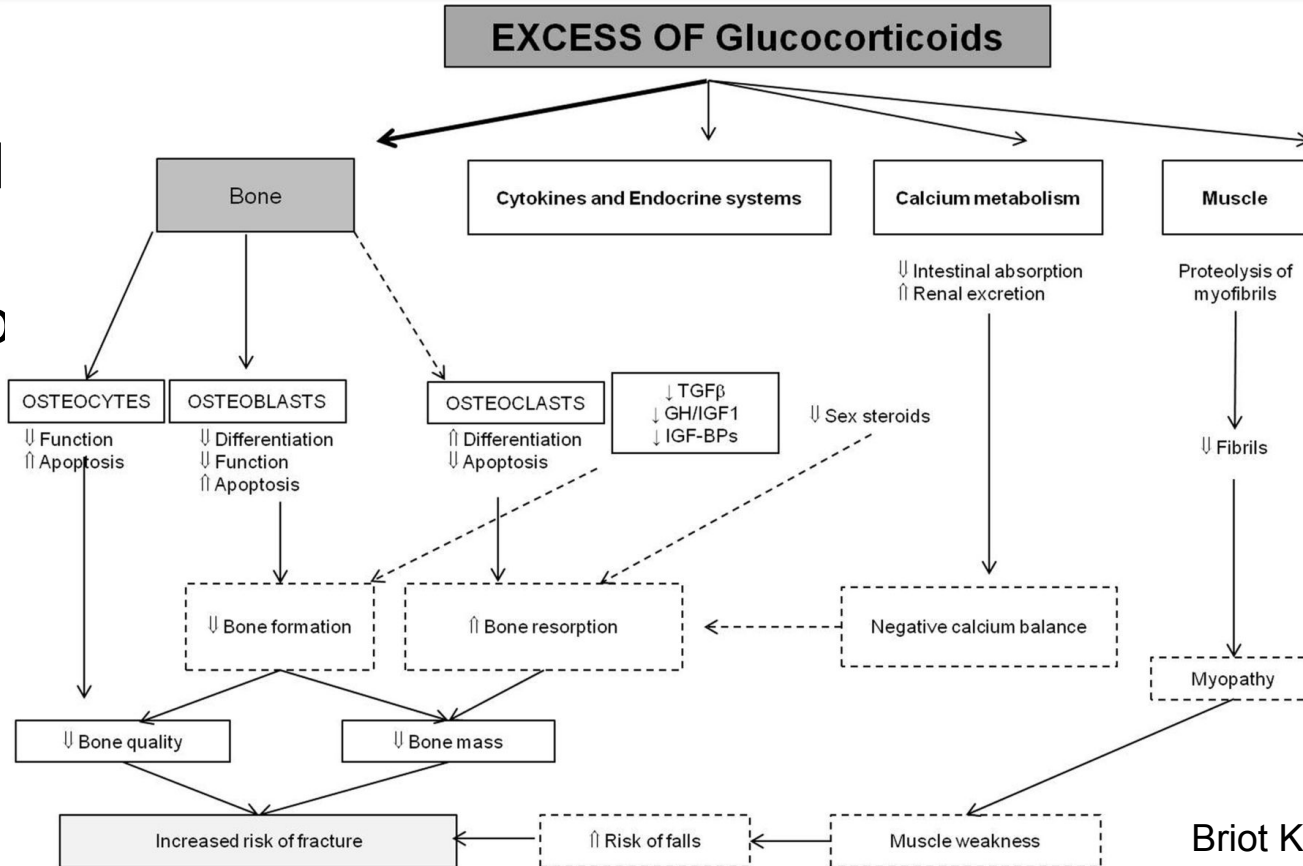 EXCESS OF Glucocorticoids
Bone
Cytokines and Endocrine systems
Calcium metabolism
Muscle
⇓ Intestinal absorption
⇑ Renal excretion
Proteolysis of
myofibrils
OSTEOCYTES
⇓ Function
⇑ Apoptosis
OSTEOBLASTS
⇓ Differentiation
⇓ Function
⇑ Apoptosis
OSTEOCLASTS
⇑ Differentiation
⇓ Apoptosis
↓ TGFβ
↓ GH/IGF1
↓ IGF-BPs
⇓ Sex steroids
⇓ Fibrils
⇓ Bone formation
⇑ Bone resorption
Negative calcium balance
Myopathy
⇓ Bone quality
⇓ Bone mass
Increased risk of fracture
⇑ Risk of falls
Muscle weakness
Briot K